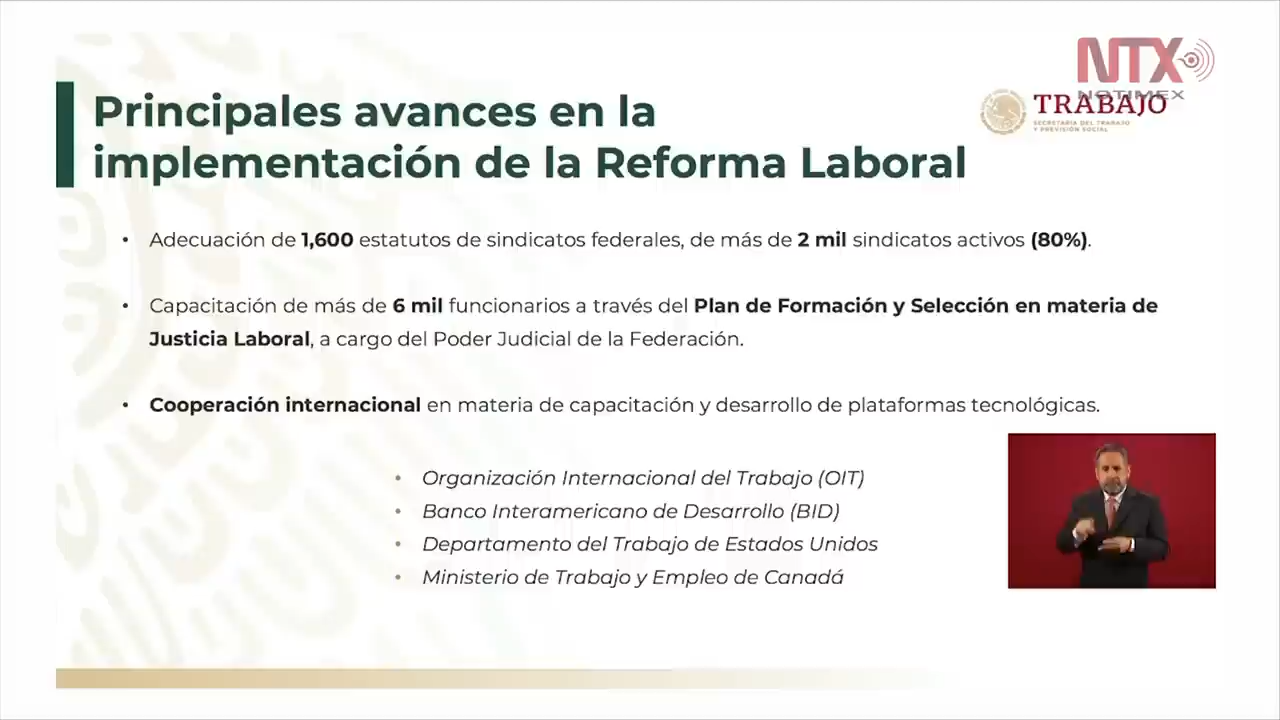 NTX
NOTIMEX
TRABAJO
SECRETARÍA DEL TRABAJO
Y PREVISIÓN SOCIAL
Principales avances en la
implementación de la Reforma Laboral
• Adecuación de 1,600 estatutos de sindicatos federales, de más de 2 mil sindicatos activos (80%).
• Capacitación de más de 6 mil funcionarios a través del Plan de Formación y Selección en materia de
Justicia Laboral, a cargo del Poder Judicial de la Federación.
• Cooperación internacional en materia de capacitación y desarrollo de plataformas tecnológicas.
• Organización Internacional del Trabajo (OIT)
• Banco Interamericano de Desarrollo (BID)
• Departamento del Trabajo de Estados Unidos
• Ministerio de Trabajo y Empleo de Canadá